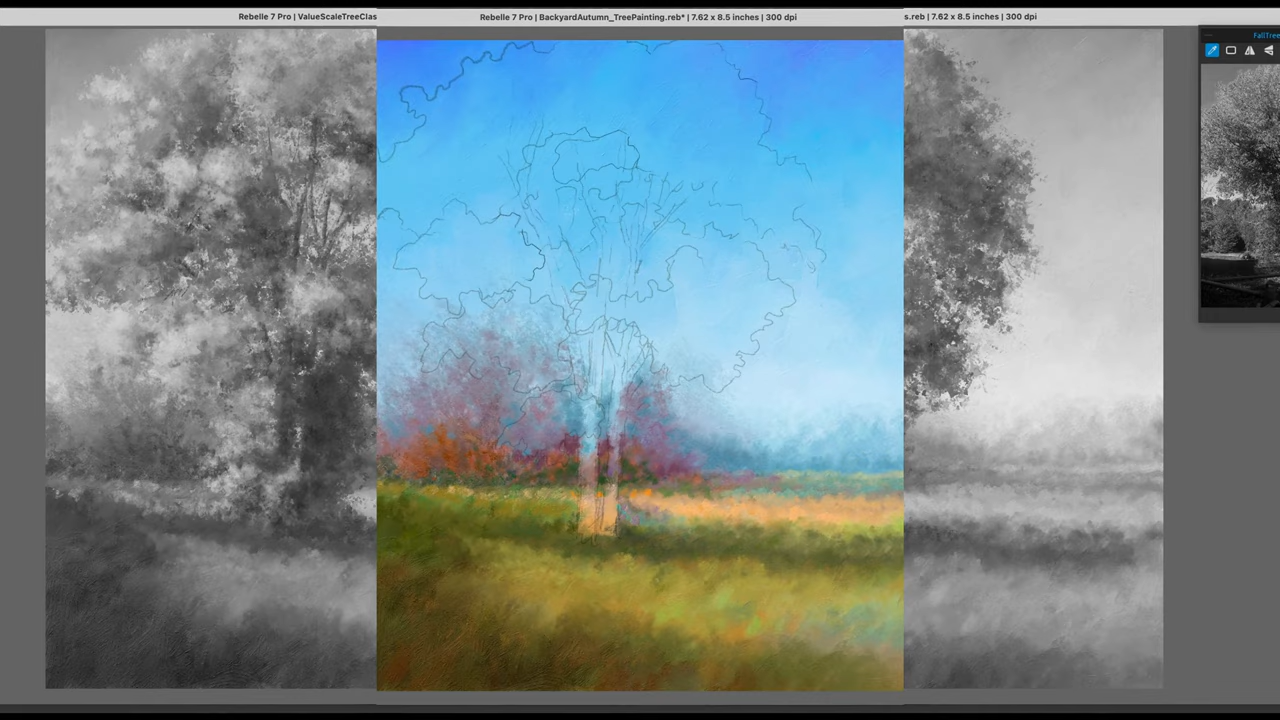 Rebelle 7 Pro | ValueScaleTreeClas
Rebelle 7 Pro | BackyardAutumn_TreePainting.reb* | 7.62 x 8.5 inches | 300 dpi
s.reb | 7.62 x 8.5 inches | 300 dpi
FallTree